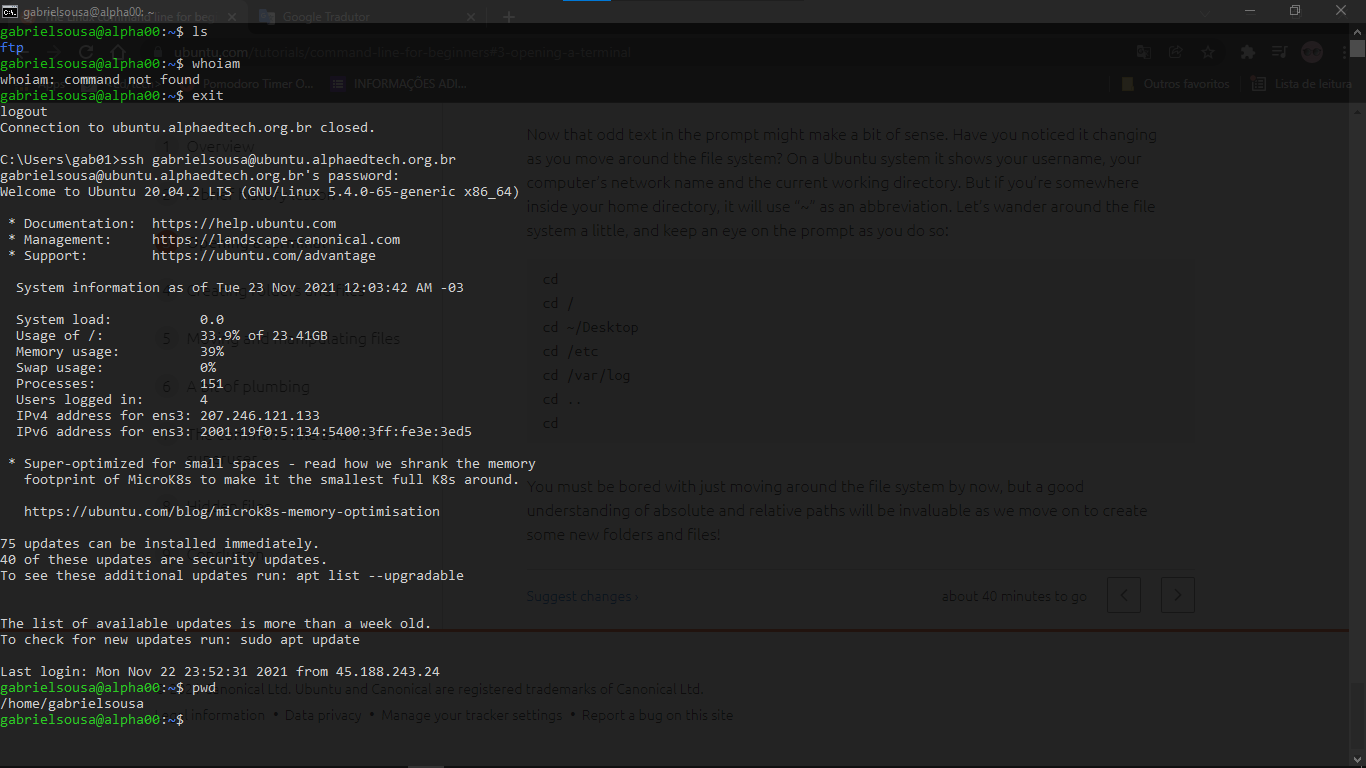 gabrielsousa@alpha00: ~
Google Tradutor
gabrielsousa@alpha00:~$ ls
ftp
ubuntu.com/tutorials/command-line-for-beginners#3-opening-a-terminal
gabrielsousa@alpha00:~$ whoiam
whoiam: command not found
Pomodoro Timer O...
INFORMAÇÕES ADI...
Outros favoritos
Lista de leitura
gabrielsousa@alpha00:~$ exit
logout
Connection to ubuntu.alphaedtech.org.br closed.
C:\Users\gab01>ssh gabrielsousa@ubuntu.alphaedtech.org.br
gabrielsousa@ubuntu.alphaedtech.org.br's password:
Welcome to Ubuntu 20.04.2 LTS (GNU/Linux 5.4.0-65-generic x86_64)
* Documentation: https://help.ubuntu.com
* Management: https://landscape.canonical.com
* Support: https://ubuntu.com/advantage
System information as of Tue 23 Nov 2021 12:03:42 AM -03
System load: 0.0
Usage of /: 33.9% of 23.41GB
Memory usage: 39%
Swap usage: 0%
Processes: 151
Users logged in: 4
IPv4 address for ens3: 207.246.121.133
IPv6 address for ens3: 2001:19f0:5:134:5400:3ff:fe3e:3ed5
* Super-optimized for small spaces - read how we shrank the memory
footprint of MicroK8s to make it the smallest full K8s around.
https://ubuntu.com/blog/microk8s-memory-optimisation
75 updates can be installed immediately.
40 of these updates are security updates.
To see these additional updates run: apt list --upgradable
The list of available updates is more than a week old.
To check for new updates run: sudo apt update
Last login: Mon Nov 22 23:52:31 2021 from 45.188.243.24
gabrielsousa@alpha00:~$ pwd
/home/gabrielsousa
gabrielsousa@alpha00:~$
1 Overview
5
6
of plumbing
Now that odd text in the prompt might make a bit of sense. Have you noticed it changing
as you move around the file system? On a Ubuntu system it shows your username, your
computer's network name and the current working directory. But if you're somewhere
inside your home directory, it will use "~" as an abbreviation. Let's wander around the file
system a little, and keep an eye on the prompt as you do so:
cd
cd /
cd ~/Desktop
cd /etc
cd /var/log
cd ..
cd
You must be bored with just moving around the file system by now, but a good
understanding of absolute and relative paths will be invaluable as we move on to create
some new folders and files!
Suggest changes ›
about 40 minutes to go
Canonical Ltd. Ubuntu and Canonical are registered trademarks of Canonical Ltd.
information • Data privacy • Manage your tracker settings • Report a bug on this site